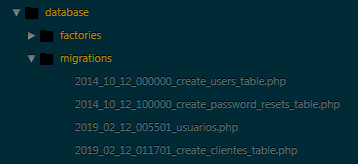 database
factories
migrations
2014_10_12_000000_create_users_table.php
2014_10_12_100000_create_password_resets_table.php
2019_02_12_005501_usuarios.php
2019_02_12_011701_create_clientes_table.php